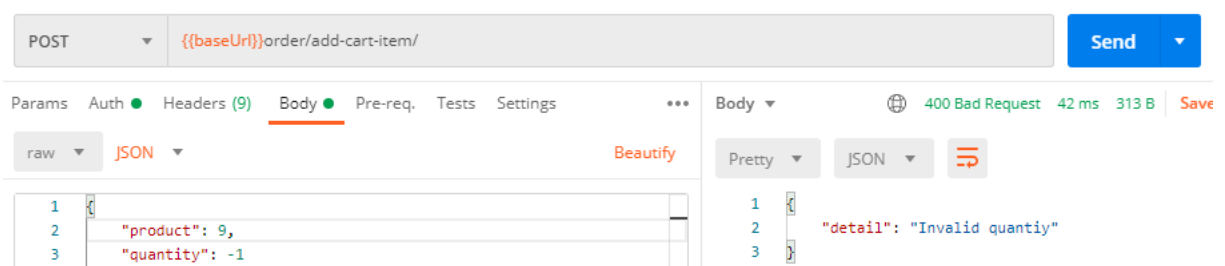 POST {{baseUrl}}order/add-cart-item/ Send
Params Auth Headers (9) Body Pre-req. Tests Settings
raw JSON Beautify
1 {
2 "product": 9,
3 "quantity": -1
Body 400 Bad Request 42 ms 313 B Save
Pretty JSON
1 {
2 "detail": "Invalid quantiy"
3 }